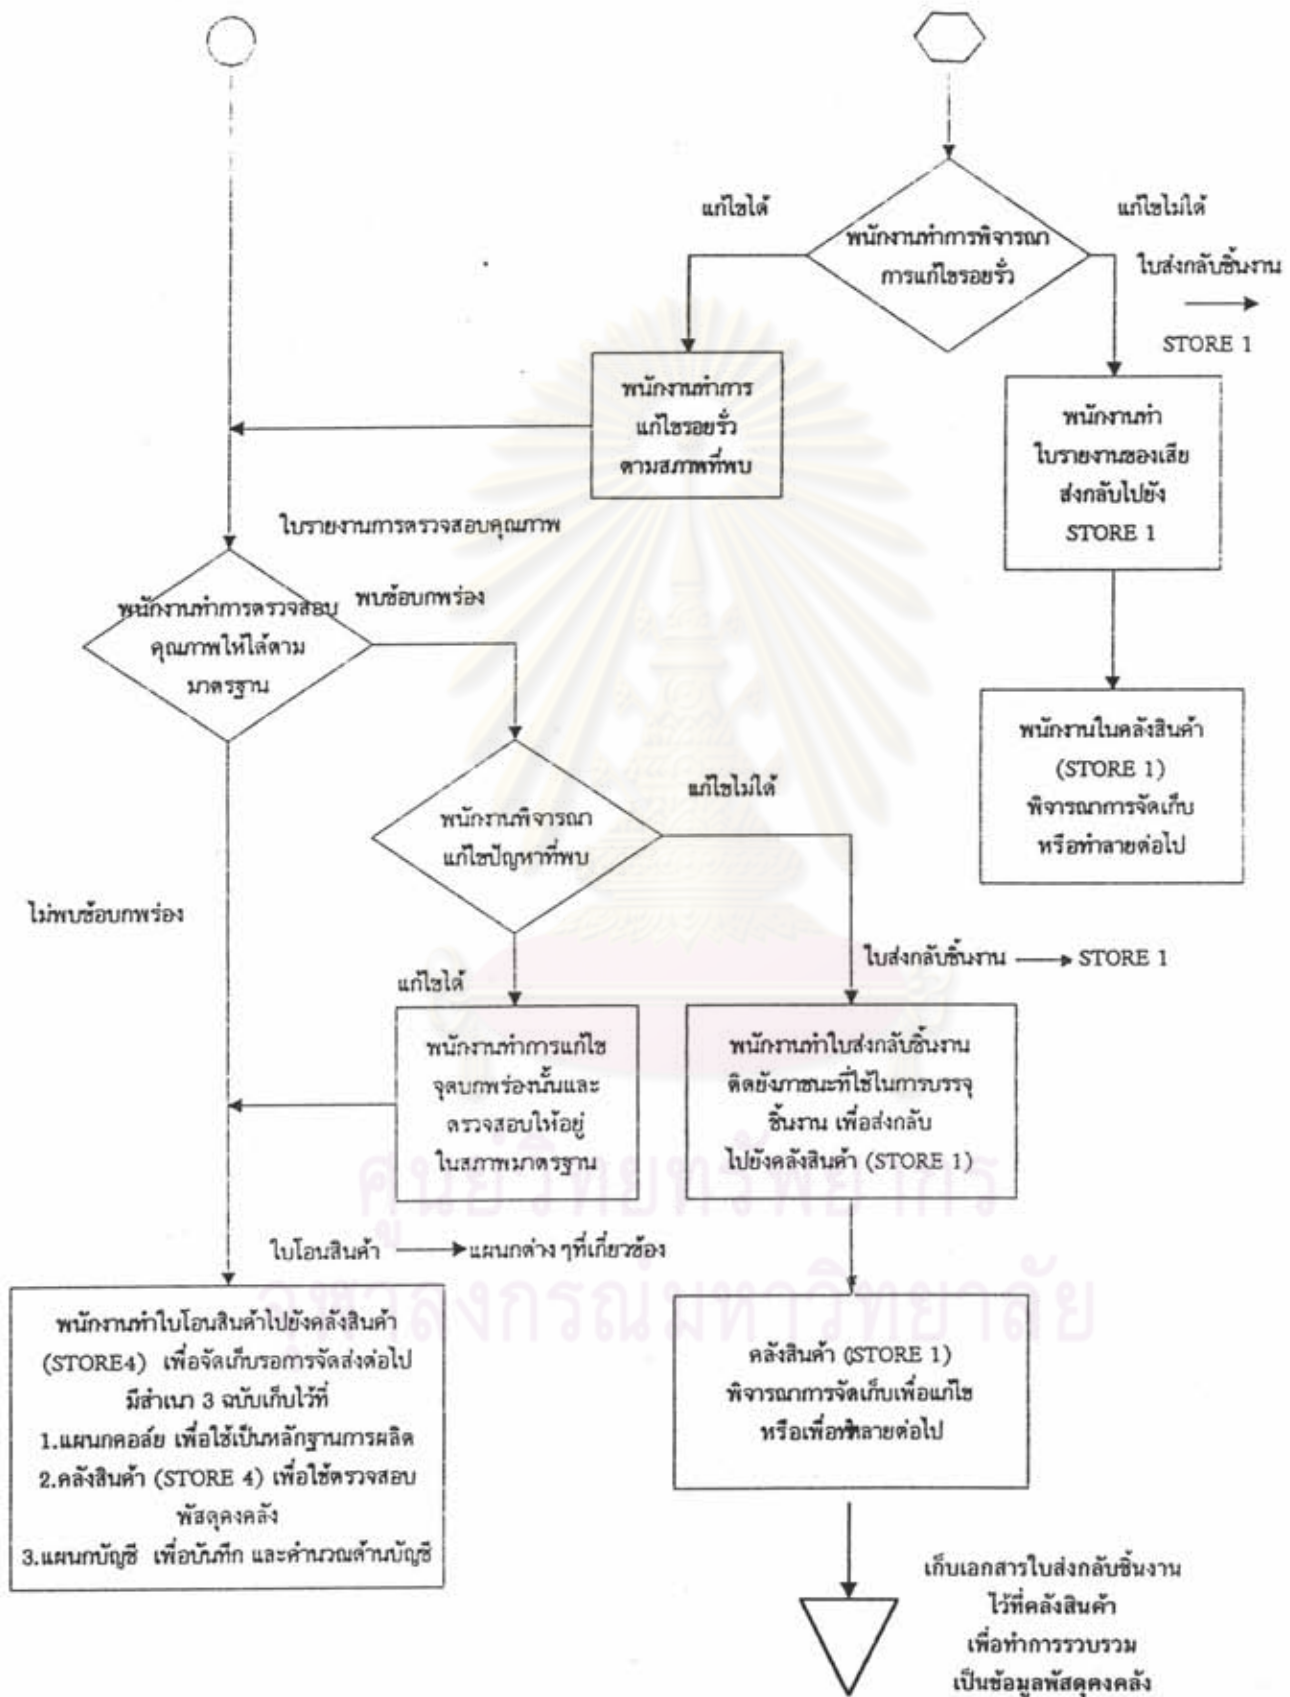 แก้ไขได้
แก้ไขไม่ได้
พนักงานทำการพิจารณา
การแก้ไขรอยรั่ว
ใบส่งกลับชิ้นงาน
STORE 1
พนักงานทำการ
แก้ไขรอยรั่ว
ตามสภาพที่พบ
พนักงานทำ
ใบรายงานของเสีย
ส่งกลับไปยัง
STORE 1
ใบรายงานการตรวจสอบคุณภาพ
พนักงานทำการตรวจสอบ
คุณภาพให้ได้ตาม
มาตรฐาน
พบข้อบกพร่อง
พนักงานในคลังสินค้า
(STORE 1)
พิจารณาการจัดเก็บ
หรือทำลายต่อไป
พนักงานพิจารณา
แก้ไขปัญหาที่พบ
แก้ไขไม่ได้
ไม่พบข้อบกพร่อง
แก้ไขได้
ใบส่งกลับชิ้นงาน
STORE 1
พนักงานทำการแก้ไข
จุดบกพร่องนั้นและ
ตรวจสอบให้อยู่
ในสภาพมาตรฐาน
พนักงานทำใบส่งกลับชิ้นงาน
ติดยังภาชนะที่ใช้ในการบรรจุ
ชิ้นงาน เพื่อส่งกลับ
ไปยังคลังสินค้า (STORE 1)
ศูนย์วิทยทรัพยากร
จุฬาลงกรณ์มหาวิทยาลัย
ใบโอนสินค้า
แผนกต่าง ๆที่เกี่ยวข้อง
พนักงานทำใบโอนสินค้าไปยังคลังสินค้า
(STORE4) เพื่อจัดเก็บรอการจัดส่งต่อไป
มีสำเนา 3 ฉบับเก็บไว้ที่
1.แผนกคอล์ย เพื่อใช้เป็นหลักฐานการผลิต
2.คลังสินค้า (STORE 4) เพื่อใช้ตรวจสอบ
พัสดุคงคลัง
3.แผนกบัญชี เพื่อบันทึก และคำนวณด้านบัญชี
คลังสินค้า (STORE 1)
พิจารณาการจัดเก็บเพื่อแก้ไข
หรือเพื่อทำลายต่อไป
เก็บเอกสารใบส่งกลับชิ้นงาน
ไว้ที่คลังสินค้า
เพื่อทำการรวบรวม
เป็นข้อมูลพัสดุคงคลัง